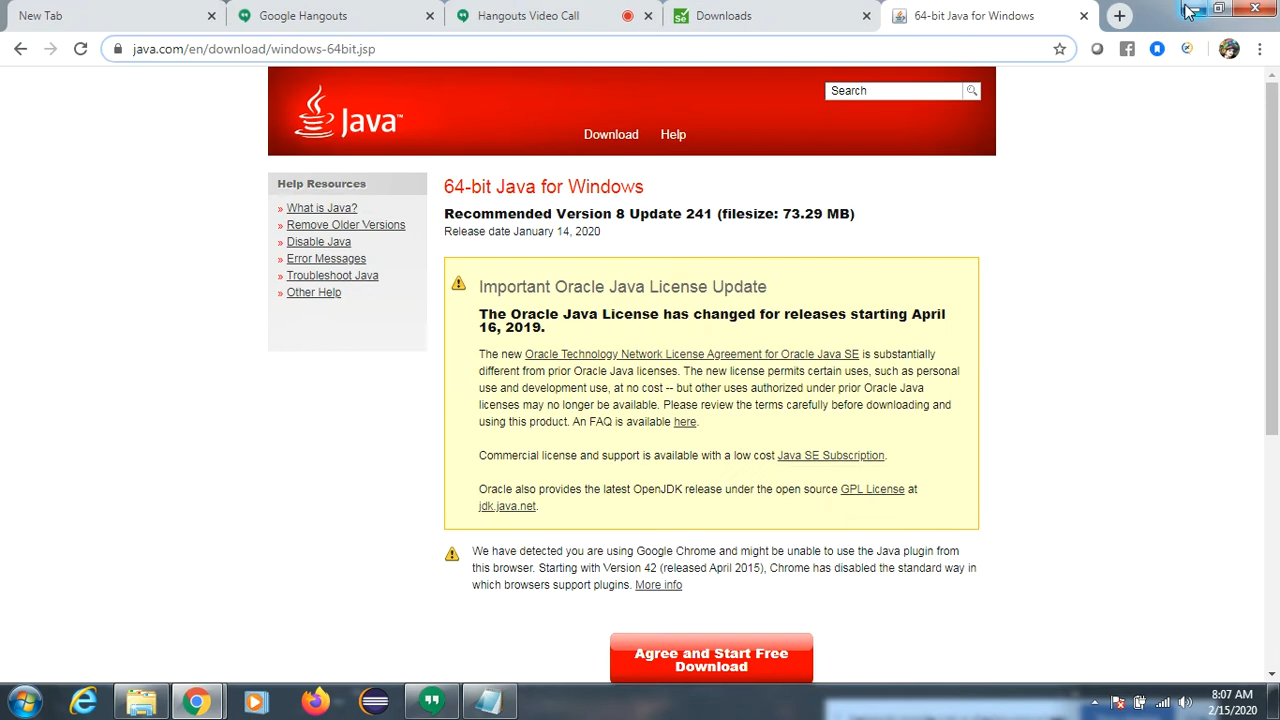 New Tab
Google Hangouts
Hangouts Video Call
Downloads
64-bit Java for Windows
java.com/en/download/windows-64bit.jsp
Java™
Search
Download
Help
Help Resources
» What is Java?
» Remove Older Versions
» Disable Java
» Error Messages
» Troubleshoot Java
» Other Help
64-bit Java for Windows
Recommended Version 8 Update 241 (filesize: 73.29 MB)
Release date January 14, 2020
Important Oracle Java License Update
The Oracle Java License has changed for releases starting April
16, 2019.
The new Oracle Technology Network License Agreement for Oracle Java SE is substantially
different from prior Oracle Java licenses. The new license permits certain uses, such as personal
use and development use, at no cost -- but other uses authorized under prior Oracle Java
licenses may no longer be available. Please review the terms carefully before downloading and
using this product. An FAQ is available here.
Commercial license and support is available with a low cost Java SE Subscription.
Oracle also provides the latest OpenJDK release under the open source GPL License at
jdk.java.net.
We have detected you are using Google Chrome and might be unable to use the Java plugin from
this browser. Starting with Version 42 (released April 2015), Chrome has disabled the standard way in
which browsers support plugins. More info
Agree and Start Free
Download
8:07 AM
2/15/2020